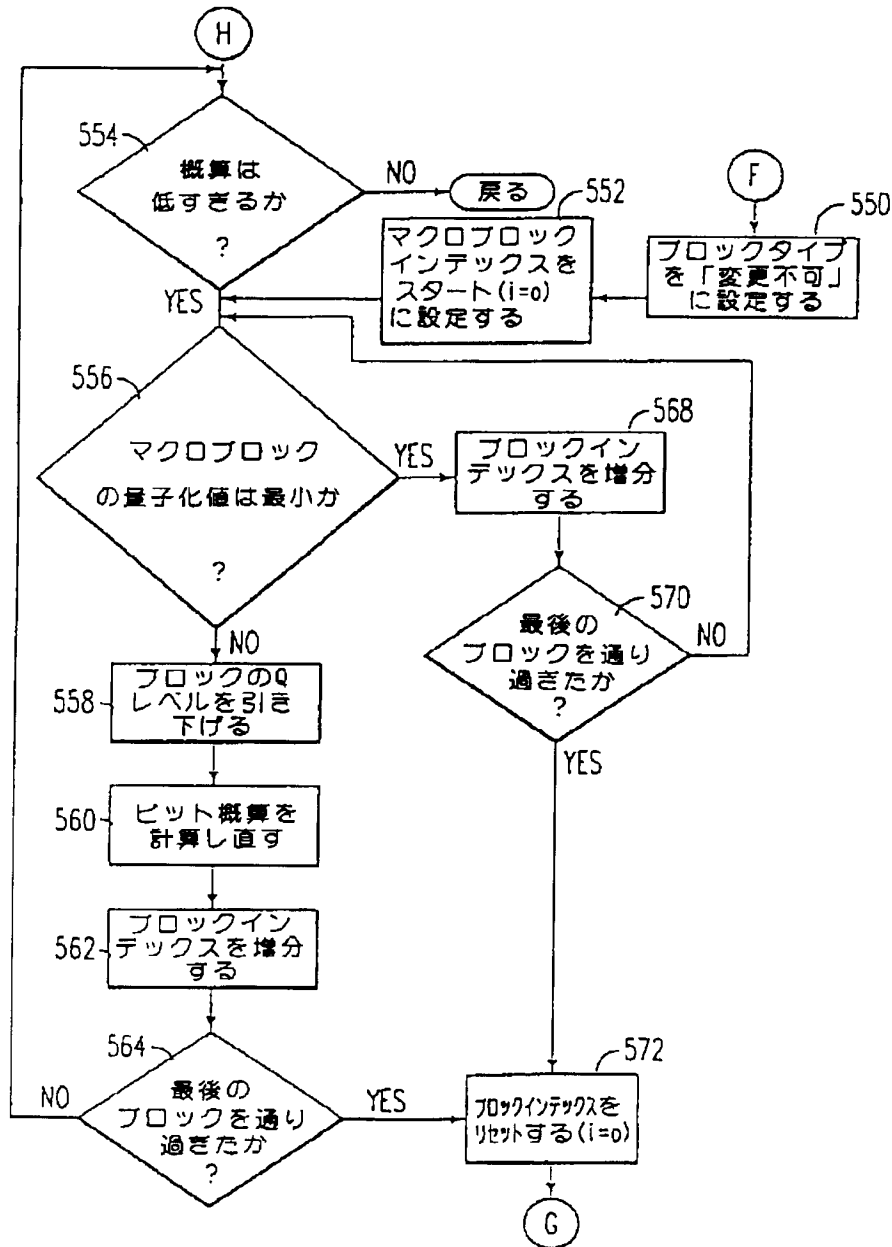 H
554
概算は
低すぎるか
?
NO
戻る
YES
F
550
ブロックタイプ
を「変更不可」
に設定する
552
マクロブロック
インデックスを
スタート(i=0)
に設定する
556
マクロブロック
の量子化値は最小か
?
YES
NO
568
ブロックイン
デックスを増分
する
570
最後の
ブロックを通り
過ぎたか
?
NO
YES
558
ブロックのQ
レベルを引き
下げる
560
ビット概算を
計算し直す
562
ブロックイン
デックスを増分
する
564
最後の
ブロックを通り
過ぎたか
?
NO
YES
572
ブロックインデックスを
リセットする(i=0)
G